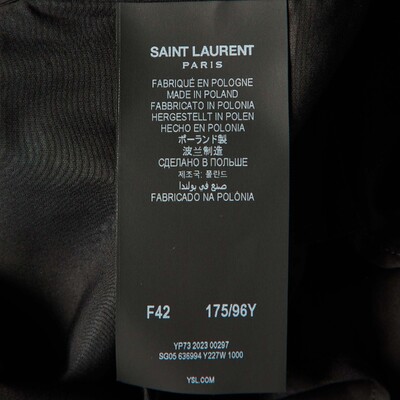 SAINT LAURENT
PARIS
FABRIQUÉ EN POLOGNE
MADE IN POLAND
FABBRICATO IN POLONIA
HERGESTELLT IN POLEN
HECHO EN POLONIA
ポーランド製
波兰制造
СДЕЛАНО В ПОЛЬШЕ
제조국: 폴란드
صنع في بولندا
FABRICADO NA POLÓNIA
F42 175/96Y
YP73 2023 00297
SG05 636994 Y227W 1000
YSL.COM